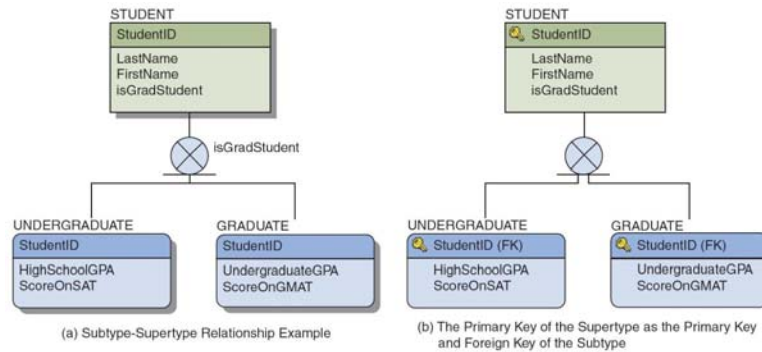 STUDENT
StudentID
LastName
FirstName
isGradStudent
isGradStudent
UNDERGRADUATE
StudentID
HighSchoolGPA
ScoreOnSAT
GRADUATE
StudentID
UndergraduateGPA
ScoreOnGMAT
(a) Subtype-Supertype Relationship Example
STUDENT
StudentID
LastName
FirstName
isGradStudent
UNDERGRADUATE
StudentID (FK)
HighSchoolGPA
ScoreOnSAT
GRADUATE
StudentID (FK)
UndergraduateGPA
ScoreOnGMAT
(b) The Primary Key of the Supertype as the Primary Key
and Foreign Key of the Subtype